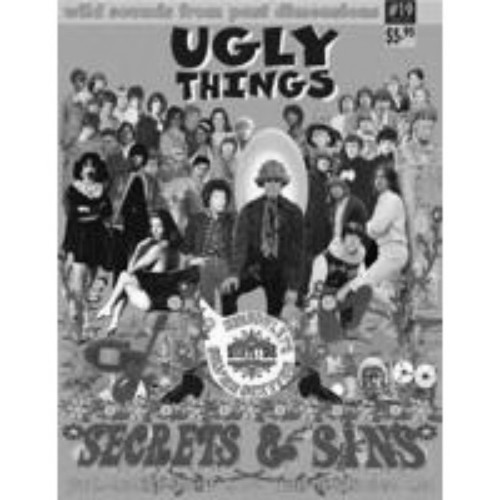 wild sounds from past dimensions
#19
$5.95
UGLY
THINGS
SECRETS & SINS